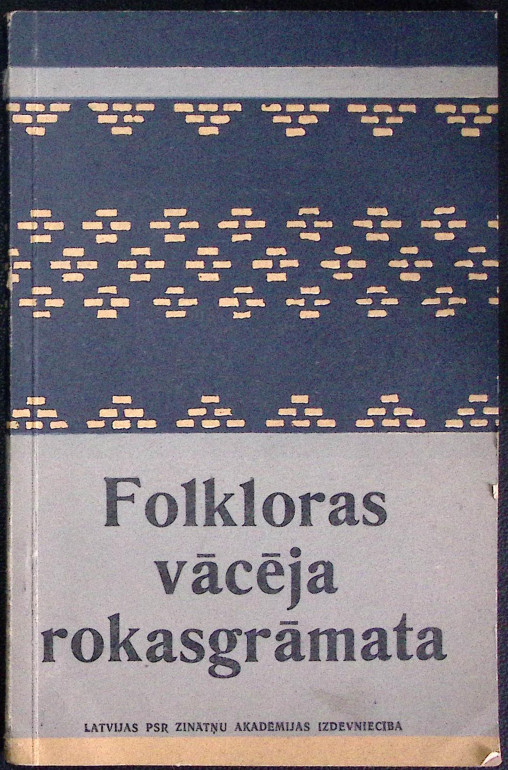 Folkloras
vācēja
rokasgrāmata
LATVIJAS PSR ZINĀTŅU AKADĒMIJAS IZDEVNIECĪBA